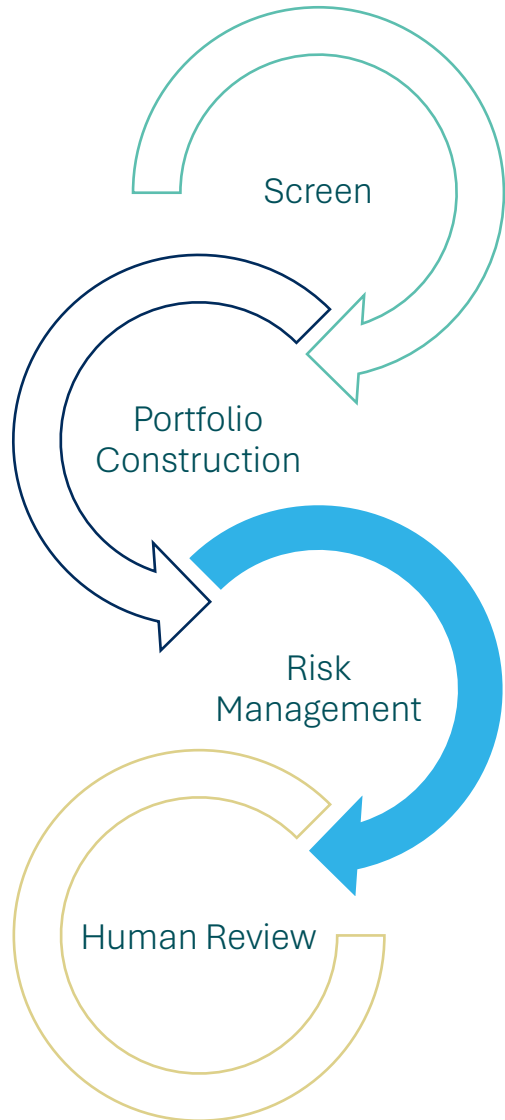 Screen
Portfolio
Construction
Risk
Management
Human Review